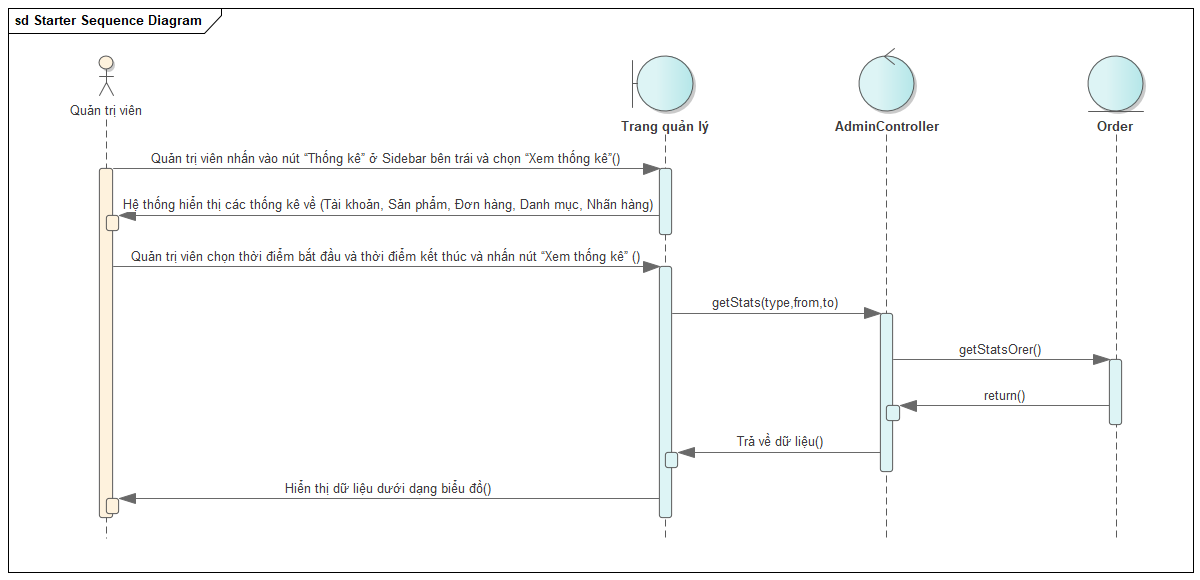 sd Starter Sequence Diagram
Quản trị viên
Trang quản lý
AdminController
Order
Quản trị viên nhấn vào nút “Thống kê” ở Sidebar bên trái và chọn “Xem thống kê”()
Hệ thống hiển thị các thống kê về (Tài khoản, Sản phẩm, Đơn hàng, Danh mục, Nhãn hàng)
Quản trị viên chọn thời điểm bắt đầu và thời điểm kết thúc và nhấn nút “Xem thống kê” ()
getStats(type,from,to)
getStatsOrer()
return()
Trả về dữ liệu()
Hiển thị dữ liệu dưới dạng biểu đồ()